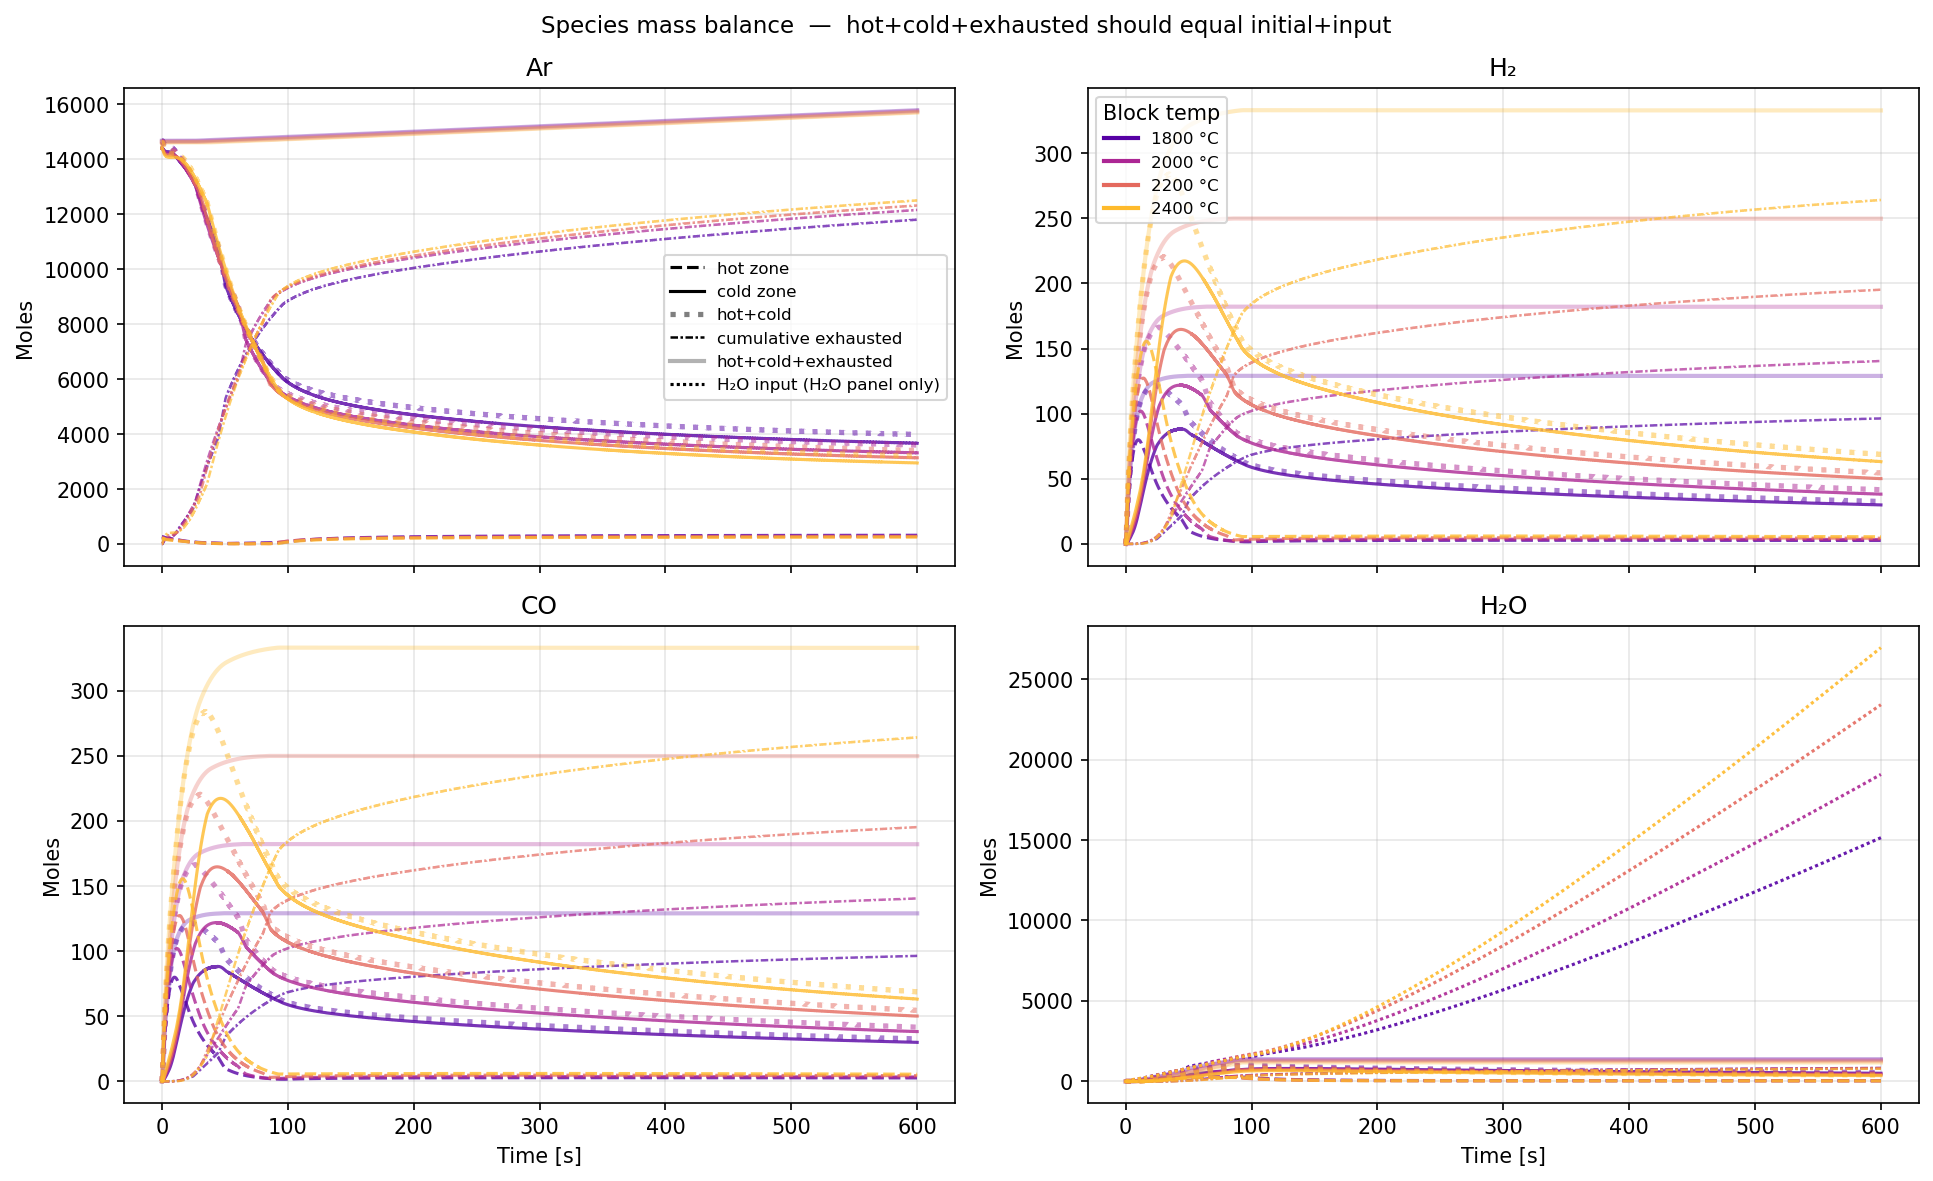 Species mass balance  —  hot+cold+exhausted should equal initial+input
Ar
16000
14000
12000
10000
8000
6000
4000
2000
0
Moles
hot zone
cold zone
hot+cold
cumulative exhausted
hot+cold+exhausted
H₂O input (H₂O panel only)
H₂
300
250
200
150
100
50
0
Moles
Block temp
1800 °C
2000 °C
2200 °C
2400 °C
CO
300
250
200
150
100
50
0
Moles
0 100 200 300 400 500 600
Time [s]
H₂O
25000
20000
15000
10000
5000
0
Moles
0 100 200 300 400 500 600
Time [s]